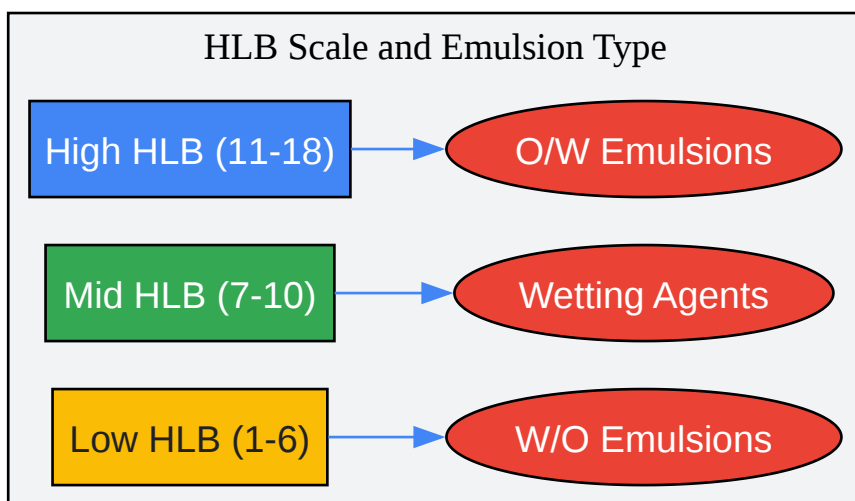 HLB Scale and Emulsion Type
High HLB (11-18)
O/W Emulsions
Mid HLB (7-10)
Wetting Agents
Low HLB (1-6)
W/O Emulsions